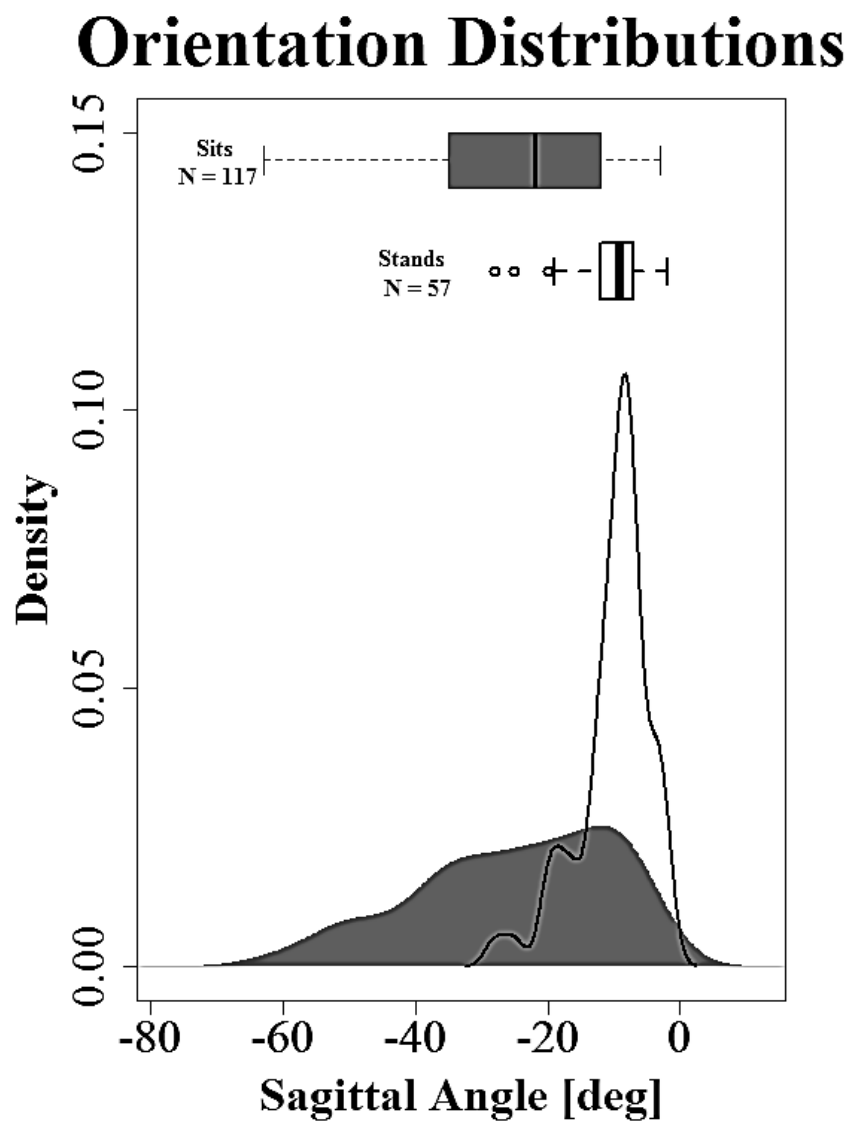 Orientation Distributions
Sits
N = 117
Stands
N = 57
0.15
0.10
0.05
0.00
Density
-80 -60 -40 -20 0
Sagittal Angle [deg]